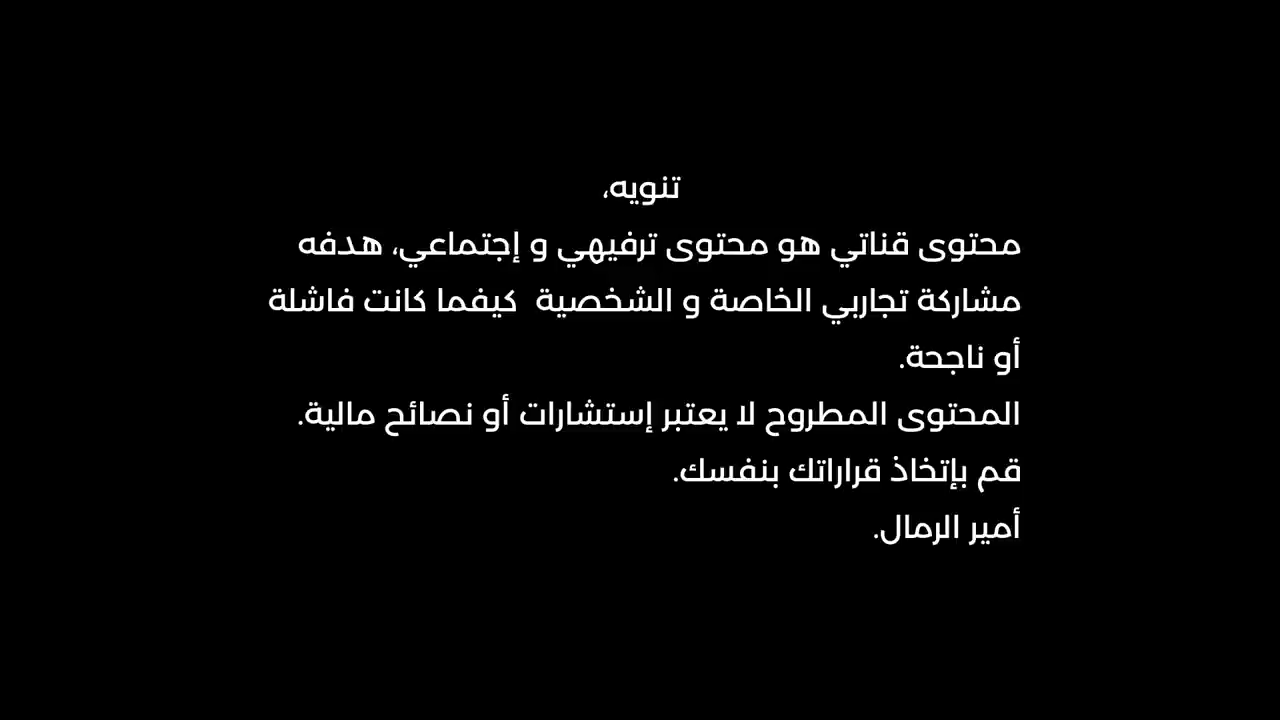 تنويه،
محتوى قناتي هو محتوى ترفيهي و إجتماعي، هدفه
مشاركة تجاربي الخاصة و الشخصية  كيفما كانت فاشلة
أو ناجحة.
المحتوى المطروح لا يعتبر إستشارات أو نصائح مالية.
قم بإتخاذ قراراتك بنفسك.
أمير الرمال.